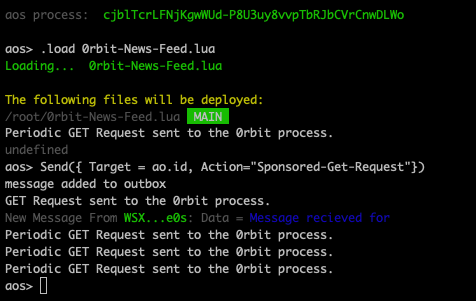 aos process:  cjblTcrLFNjKgwWUd-P8U3uy8vvpTbRJbCVrCnwDLWo
aos> .load 0rbit-News-Feed.lua
Loading...  0rbit-News-Feed.lua
The following files will be deployed:
/root/0rbit-News-Feed.lua  MAIN
Periodic GET Request sent to the 0rbit process.
undefined
aos> Send({ Target = ao.id, Action="Sponsored-Get-Request"})
message added to outbox
GET Request sent to the 0rbit process.
New Message From WSX...e0s: Data = Message recieved for
Periodic GET Request sent to the 0rbit process.
Periodic GET Request sent to the 0rbit process.
Periodic GET Request sent to the 0rbit process.
aos>